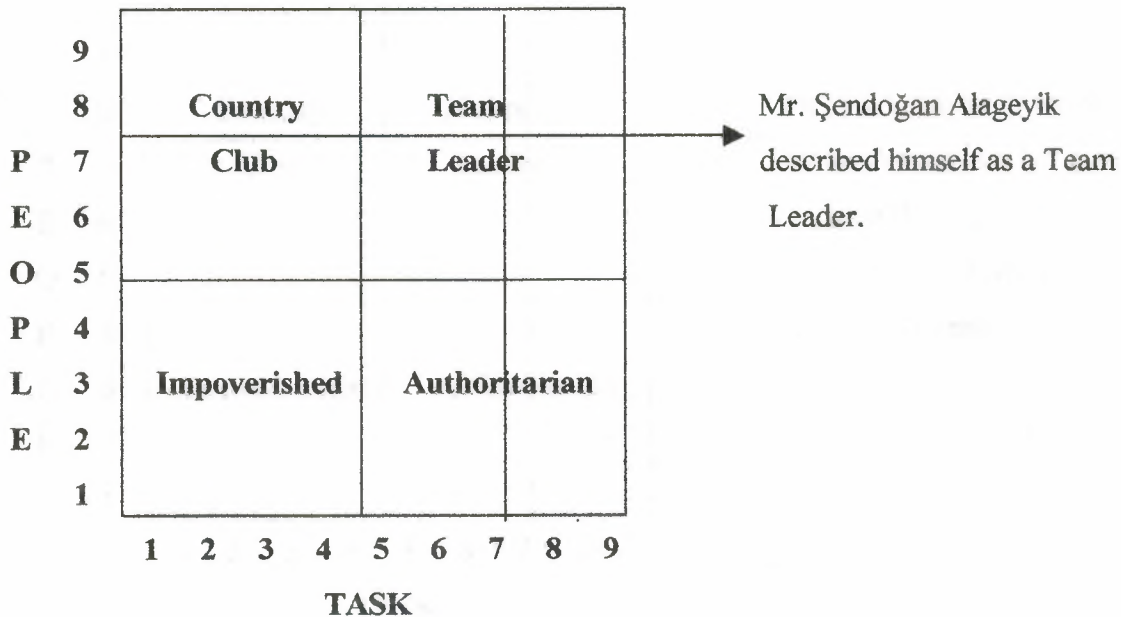 9
8 Country Team Mr. Şendoğan Alageyik
P 7 Club Leader described himself as a Team
E 6 Leader.
O 5
P 4
L 3 Impoverished Authoritarian
E 2
1
1 2 3 4 5 6 7 8 9
TASK